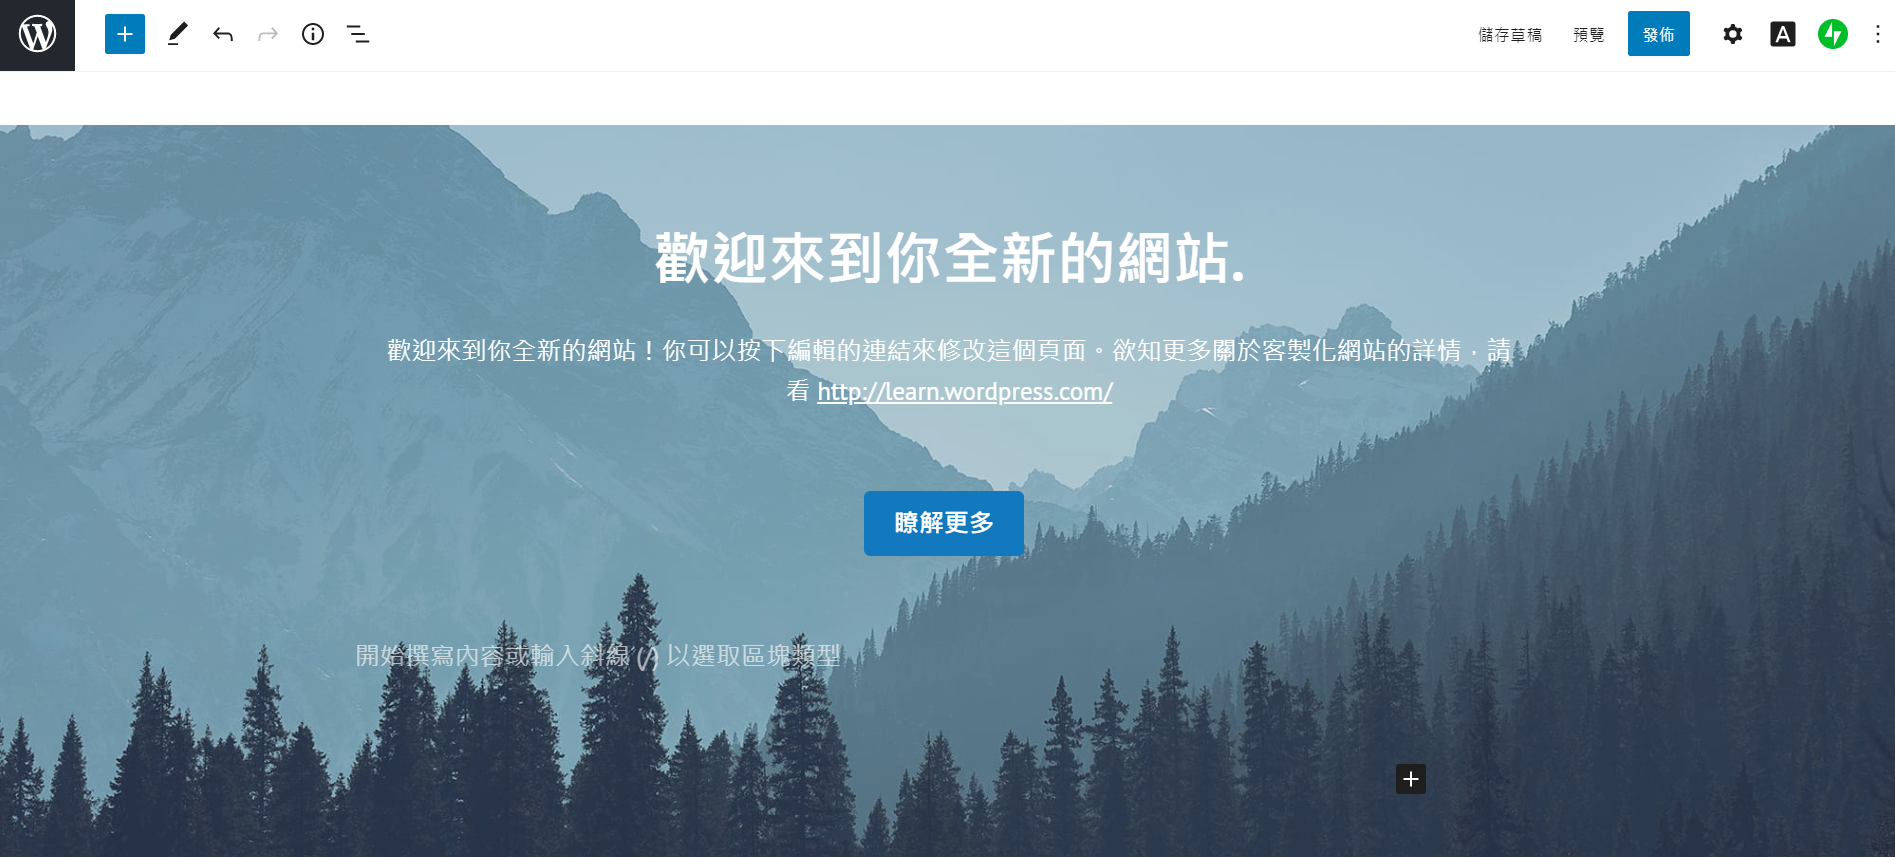 儲存草稿 預覽 發佈 A
歡迎來到你全新的網站.
歡迎來到你全新的網站！你可以按下編輯的連結來修改這個頁面。欲知更多關於客製化網站的詳情，請
看 http://learn.wordpress.com/
瞭解更多
開始撰寫內容或輸入斜線 (/) 以選取區塊類型